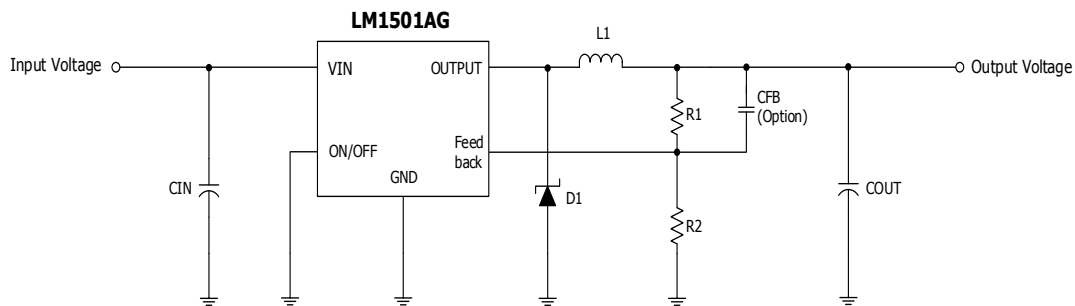 LM1501AG
L1
Input Voltage
VIN
OUTPUT
Output Voltage
R1
CFB
(Option)
ON/OFF
Feed
back
GND
CIN
D1
R2
COUT